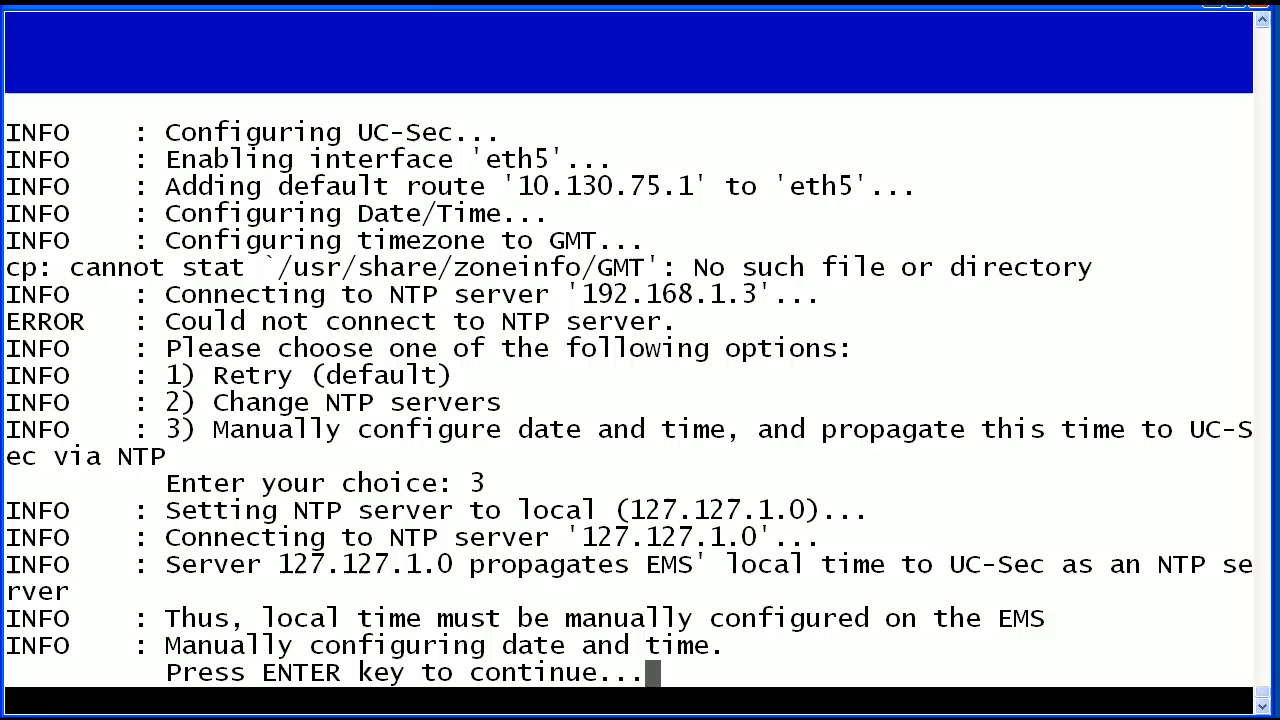 INFO    : Configuring UC-Sec...
INFO    : Enabling interface 'eth5'...
INFO    : Adding default route '10.130.75.1' to 'eth5'...
INFO    : Configuring Date/Time...
INFO    : Configuring timezone to GMT...
cp: cannot stat `/usr/share/zoneinfo/GMT': No such file or directory
INFO    : Connecting to NTP server '192.168.1.3'...
ERROR   : Could not connect to NTP server.
INFO    : Please choose one of the following options:
INFO    : 1) Retry (default)
INFO    : 2) Change NTP servers
INFO    : 3) Manually configure date and time, and propagate this time to UC-S
ec via NTP
          Enter your choice: 3
INFO    : Setting NTP server to local (127.127.1.0)...
INFO    : Connecting to NTP server '127.127.1.0'...
INFO    : Server 127.127.1.0 propagates EMS' local time to UC-Sec as an NTP se
rver
INFO    : Thus, local time must be manually configured on the EMS
INFO    : Manually configuring date and time.
          Press ENTER key to continue...